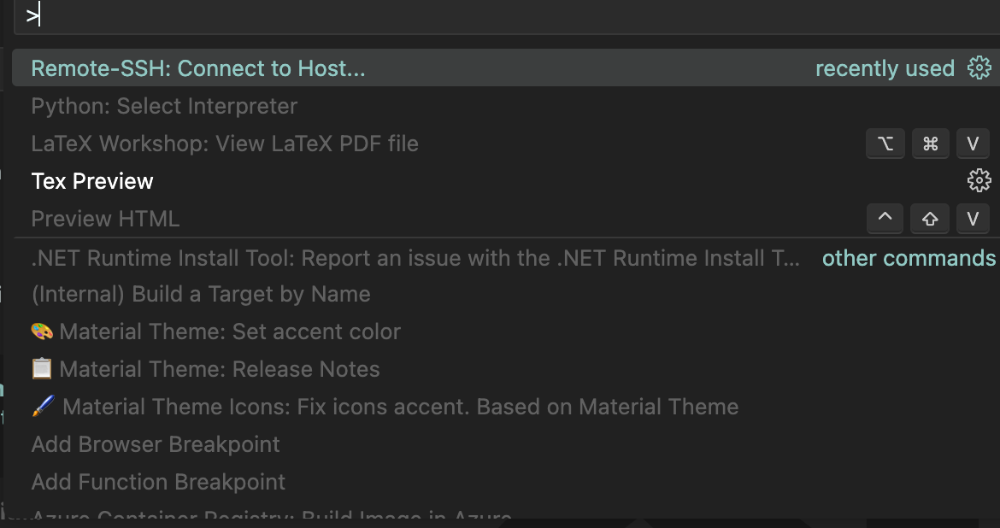 >
Remote-SSH: Connect to Host...
recently used
Python: Select Interpreter
LaTeX Workshop: View LaTeX PDF file
⌥ ⌘ V
Tex Preview
Preview HTML
^ ⇧ V
.NET Runtime Install Tool: Report an issue with the .NET Runtime Install T...
other commands
(Internal) Build a Target by Name
Material Theme: Set accent color
Material Theme: Release Notes
Material Theme Icons: Fix icons accent. Based on Material Theme
Add Browser Breakpoint
Add Function Breakpoint
Azure Container Registry: Build Image in Azure